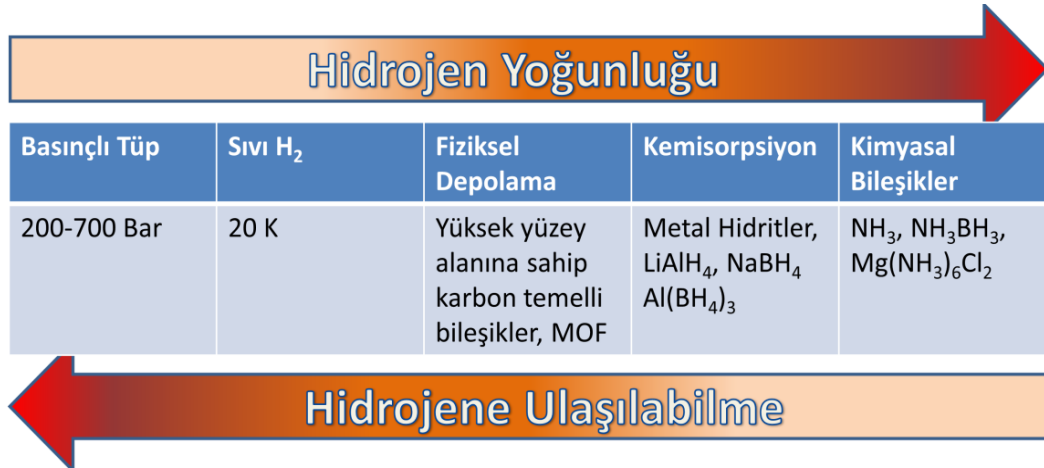 Hidrojen Yoğunluğu
Basınçlı Tüp
Sıvı H₂
Fiziksel
Depolama
Kemisorpsiyon
Kimyasal
Bileşikler
200-700 Bar
20 K
Yüksek yüzey
alanına sahip
karbon temelli
bileşikler, MOF
Metal Hidritler,
LiAlH₄, NaBH₄
Al(BH₄)₃
NH₃, NH₃BH₃,
Mg(NH₃)₆Cl₂
Hidrojene Ulaşılabilme